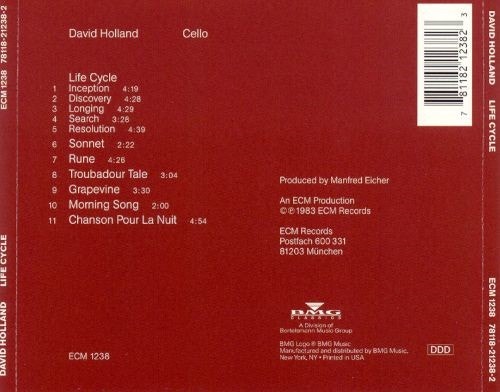 David Holland Cello
Life Cycle
1 Inception 4:19
2 Discovery 4:28
3 Longing 4:29
4 Search 3:28
5 Resolution 4:39
6 Sonnet 2:22
7 Rune 4:26
8 Troubadour Tale 3:04
9 Grapevine 3:30
10 Morning Song 2:00
11 Chanson Pour La Nuit 4:54
Produced by Manfred Eicher
An ECM Production
©℗ 1983 ECM Records
ECM Records
Postfach 600 331
81203 München
BMG
CLASSICS
A Division of
Bertelsmann Music Group
BMG Logo ® BMG Music
Manufactured and distributed by BMG Music.
New York, NY • Printed in USA
ECM 1238
DDD
7 81182 12382 3
DAVID HOLLAND LIFE CYCLE ECM 1238 78118-21238-2
DAVID HOLLAND LIFE CYCLE ECM 1238 78118-21238-2